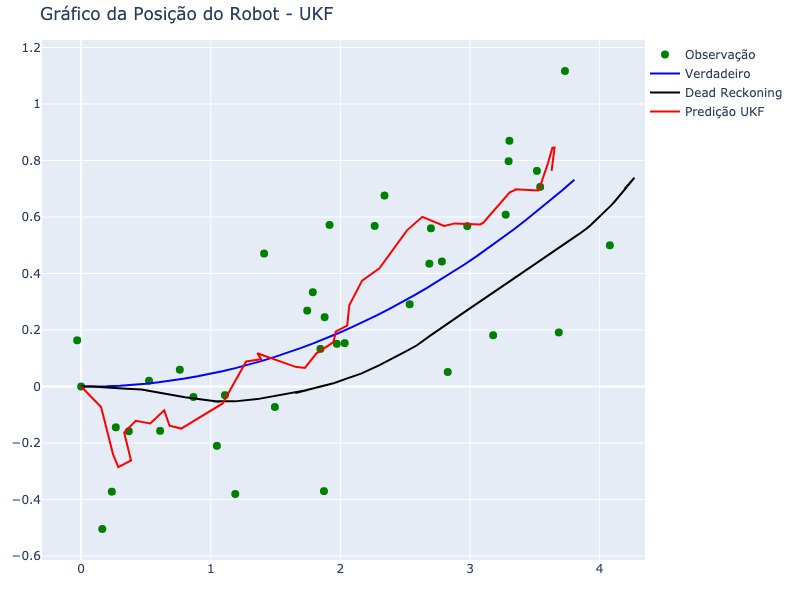 Gráfico da Posição do Robot - UKF
Observação
Verdadeiro
Dead Reckoning
Predição UKF
1.2
1
0.8
0.6
0.4
0.2
0
−0.2
−0.4
−0.6
0 1 2 3 4